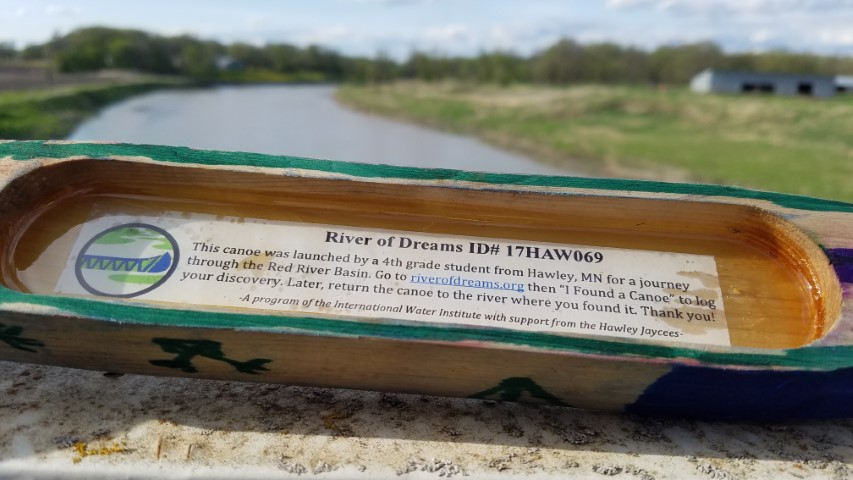 River of Dreams ID# 17HAW069
This canoe was launched by a 4th grade student from Hawley, MN for a journey
through the Red River Basin. Go to riverofdreams.org then "I Found a Canoe" to log
your discovery. Later, return the canoe to the river where you found it. Thank you!
-A program of the International Water Institute with support from the Hawley Jaycees-